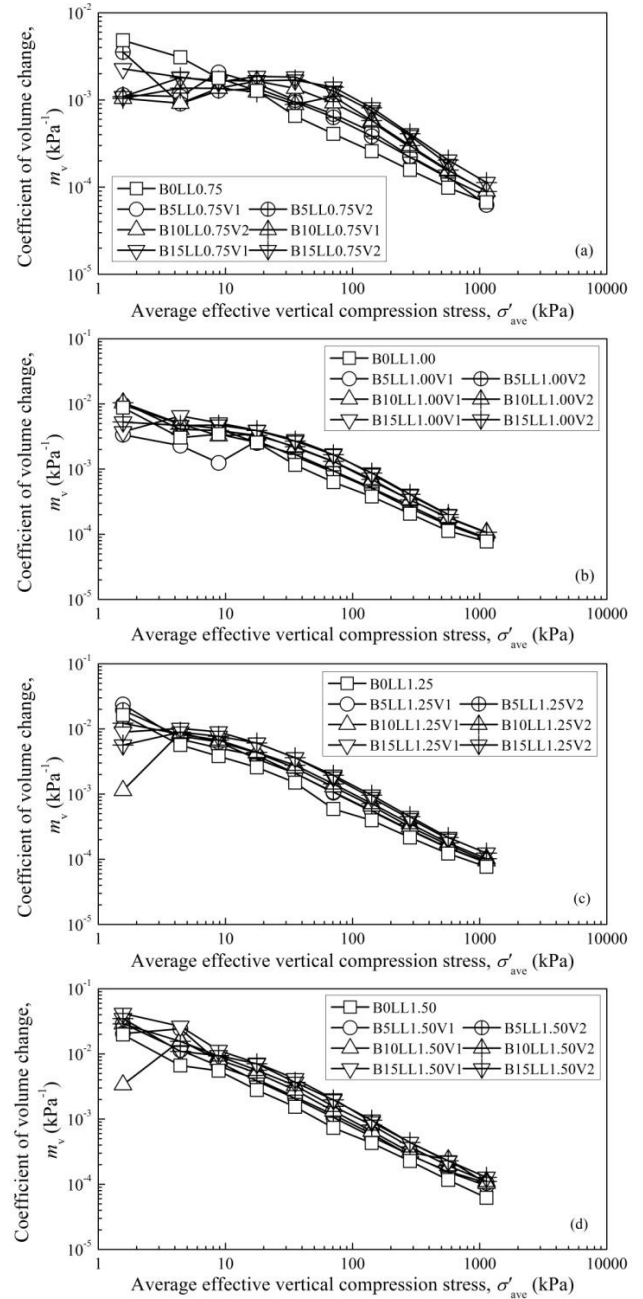 10⁻²
10⁻³
10⁻⁴
10⁻⁵
Coefficient of volume change,
mᵥ (kPa⁻¹)
B0LL0.75
B5LL0.75V1 B5LL0.75V2
B10LL0.75V2 B10LL0.75V1
B15LL0.75V1 B15LL0.75V2
(a)
1 10 100 1000 10000
Average effective vertical compression stress, σ′ave (kPa)
10⁻¹
10⁻²
10⁻³
10⁻⁴
10⁻⁵
Coefficient of volume change,
mᵥ (kPa⁻¹)
B0LL1.00
B5LL1.00V1 B5LL1.00V2
B10LL1.00V1 B10LL1.00V2
B15LL1.00V1 B15LL1.00V2
(b)
1 10 100 1000 10000
Average effective vertical compression stress, σ′ave (kPa)
10⁻¹
10⁻²
10⁻³
10⁻⁴
10⁻⁵
Coefficient of volume change,
mᵥ (kPa⁻¹)
B0LL1.25
B5LL1.25V1 B5LL1.25V2
B10LL1.25V1 B10LL1.25V2
B15LL1.25V1 B15LL1.25V2
(c)
1 10 100 1000 10000
Average effective vertical compression stress, σ′ave (kPa)
10⁻¹
10⁻²
10⁻³
10⁻⁴
10⁻⁵
Coefficient of volume change,
mᵥ (kPa⁻¹)
B0LL1.50
B5LL1.50V1 B5LL1.50V2
B10LL1.50V1 B10LL1.50V2
B15LL1.50V1 B15LL1.50V2
(d)
1 10 100 1000 10000
Average effective vertical compression stress, σ′ave (kPa)